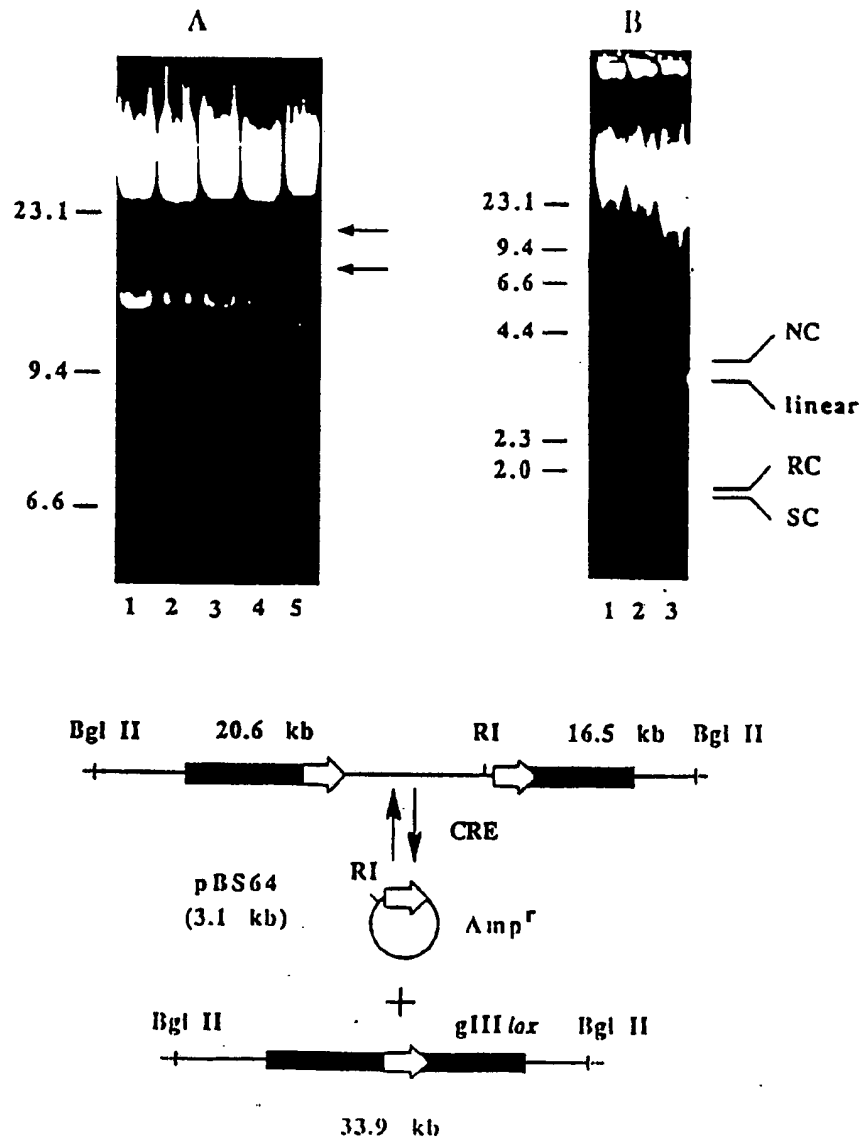 A
23.1
9.4
6.6
1 2 3 4 5
B
23.1
9.4
6.6
4.4
2.3
2.0
NC
linear
RC
SC
1 2 3
Bgl II 20.6 kb RI 16.5 kb Bgl II
CRE
RI
pBS64
(3.1 kb)
Amp r
+
Bgl II gIII lox Bgl II
33.9 kb